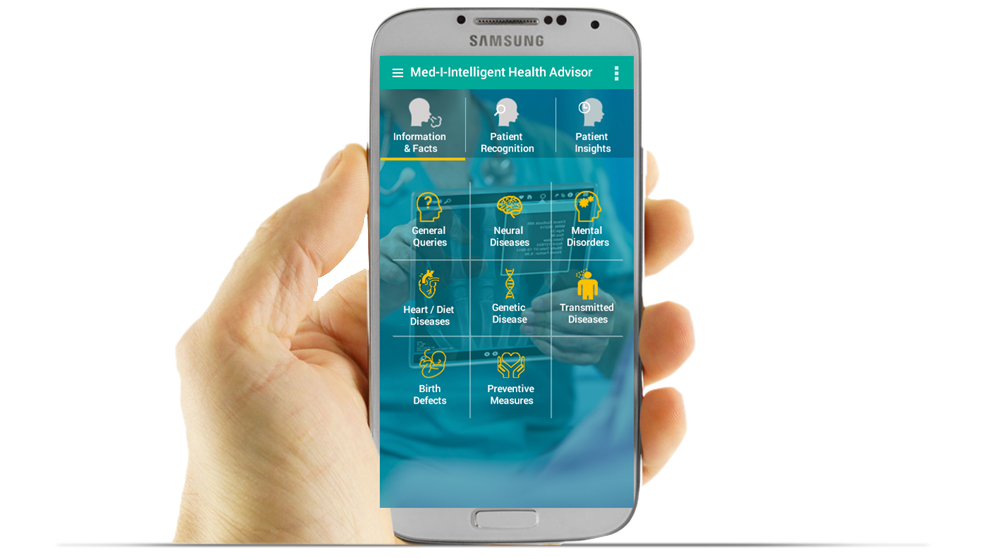 SAMSUNG
Med-I-Intelligent Health Advisor
Information
& Facts
Patient
Recognition
Patient
Insights
General
Queries
Neural
Diseases
Mental
Disorders
Heart / Diet
Diseases
Genetic
Disease
Transmitted
Diseases
Birth
Defects
Preventive
Measures